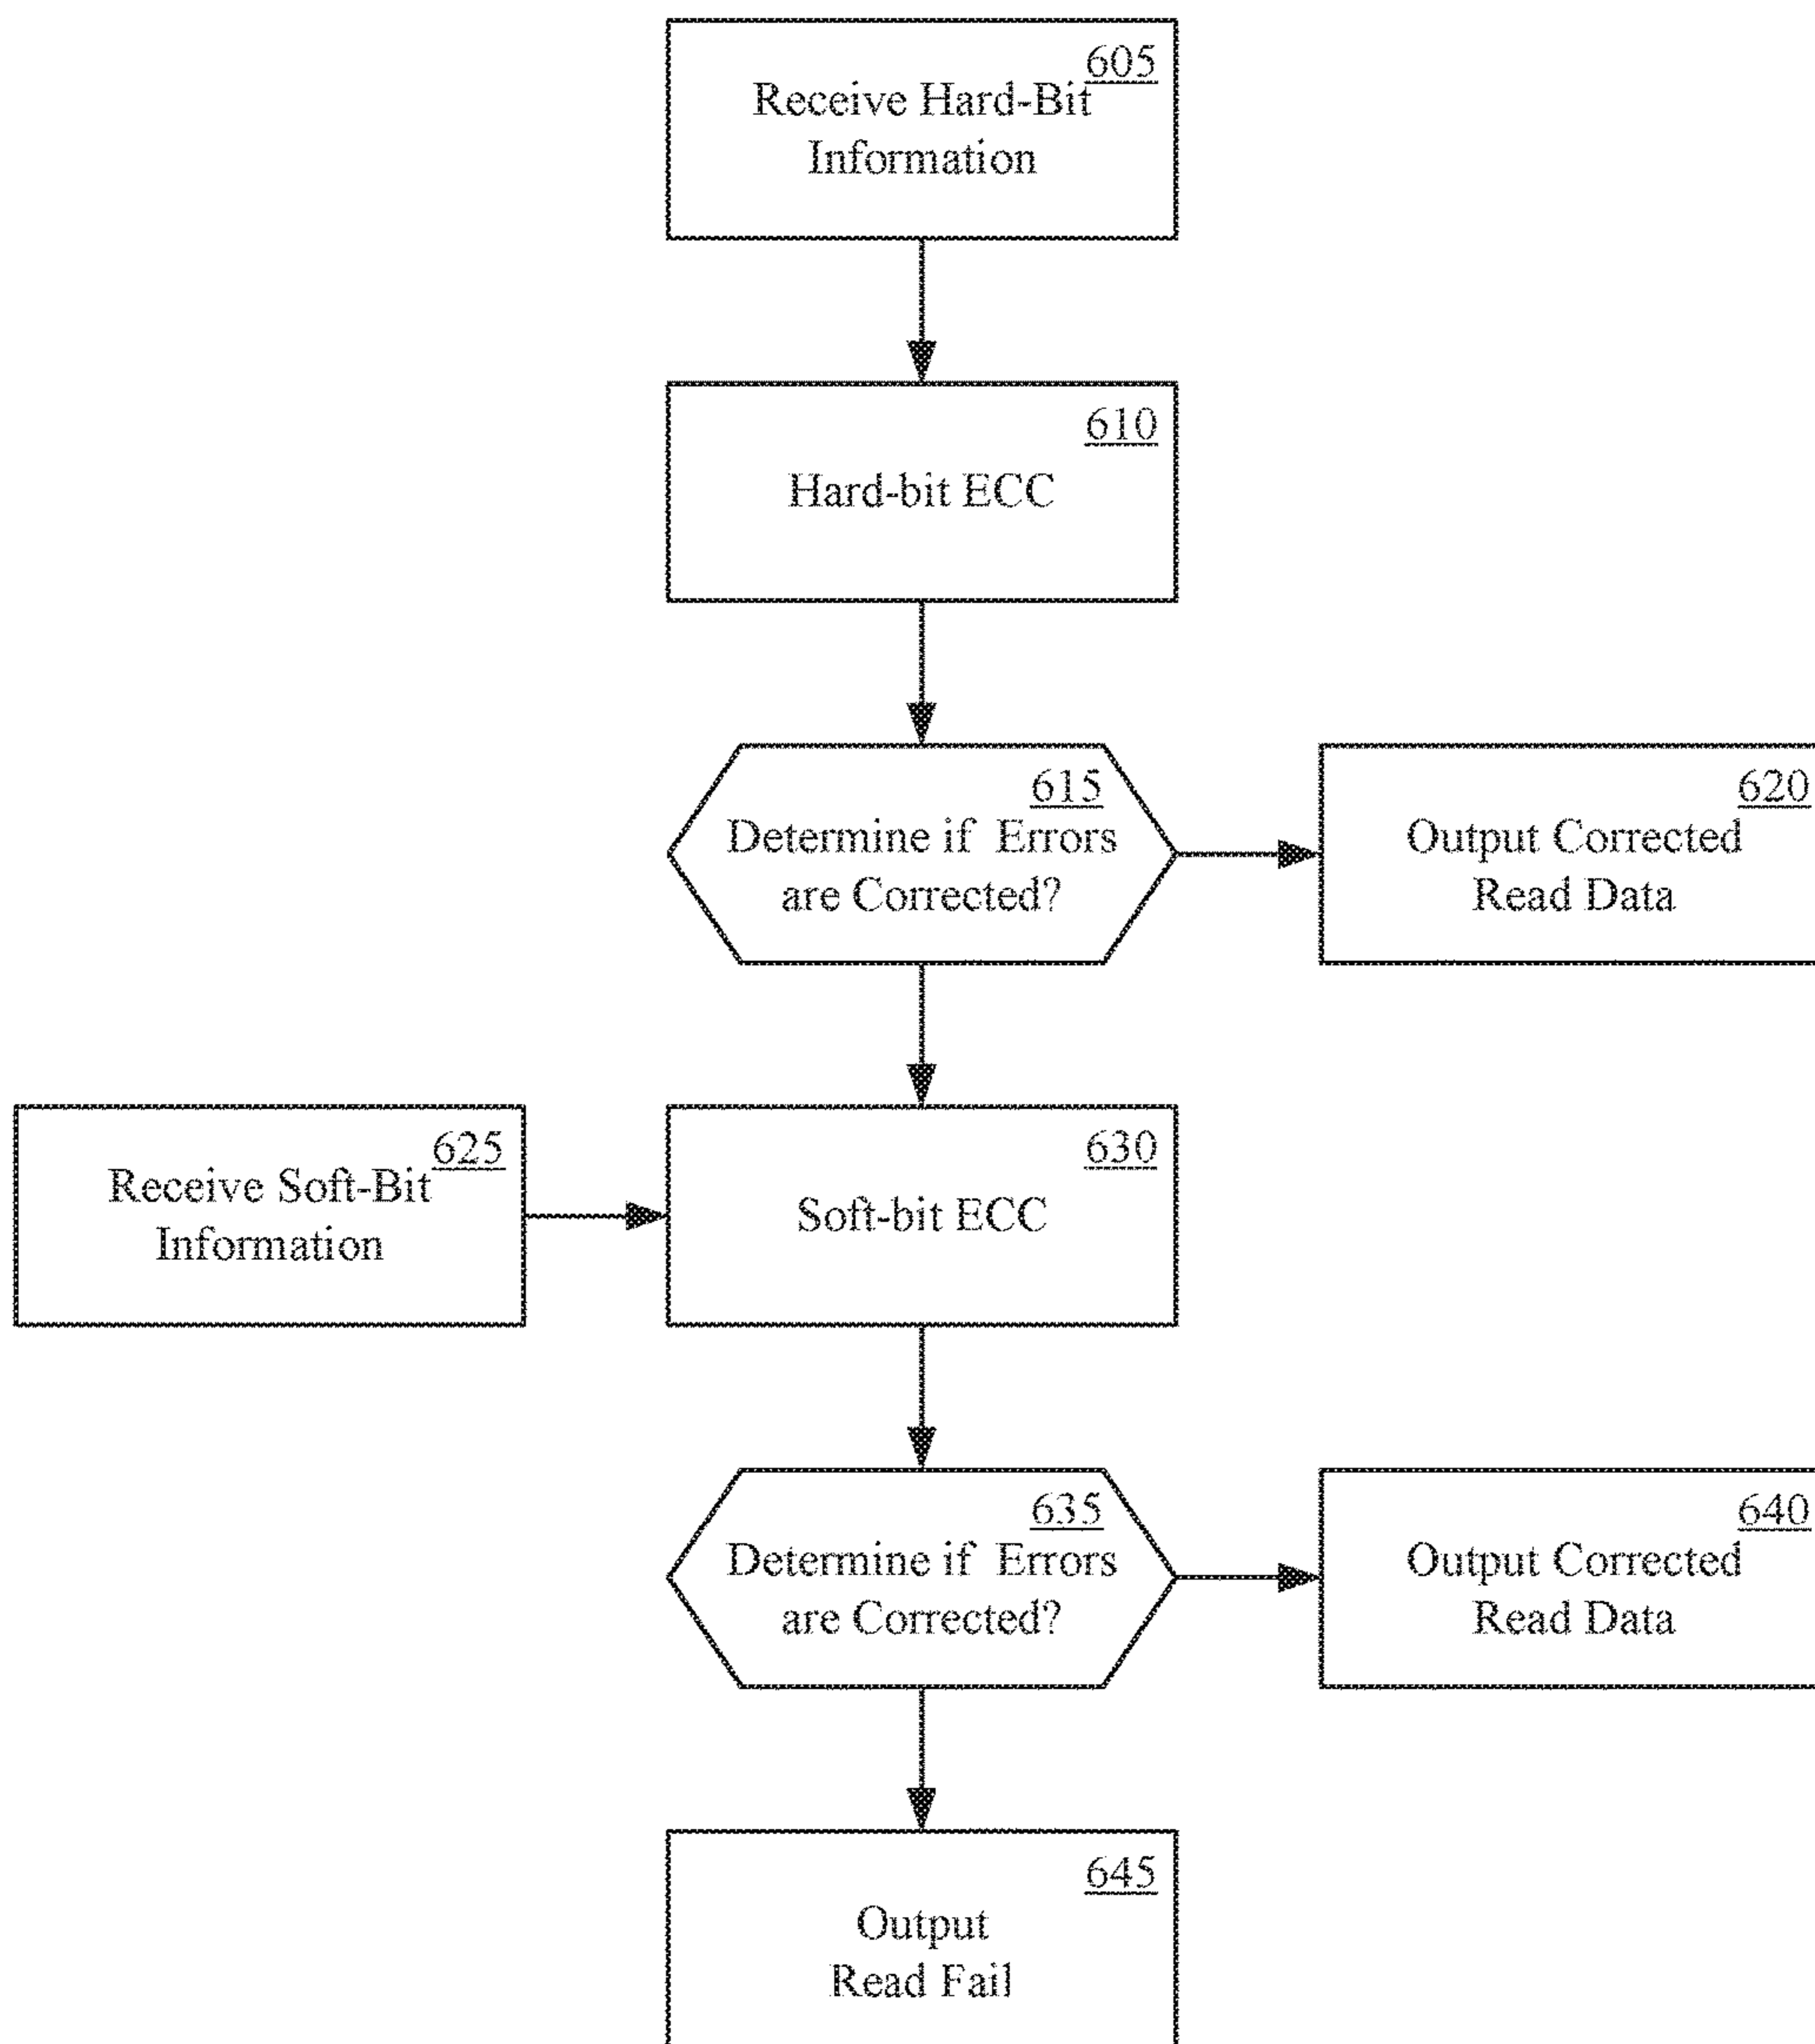 605
Receive Hard-Bit
Information
610
Hard-bit ECC
615
Determine if Errors
are Corrected?
620
Output Corrected
Read Data
625
Receive Soft-Bit
Information
630
Soft-bit ECC
635
Determine if Errors
are Corrected?
640
Output Corrected
Read Data
645
Output
Read Fail